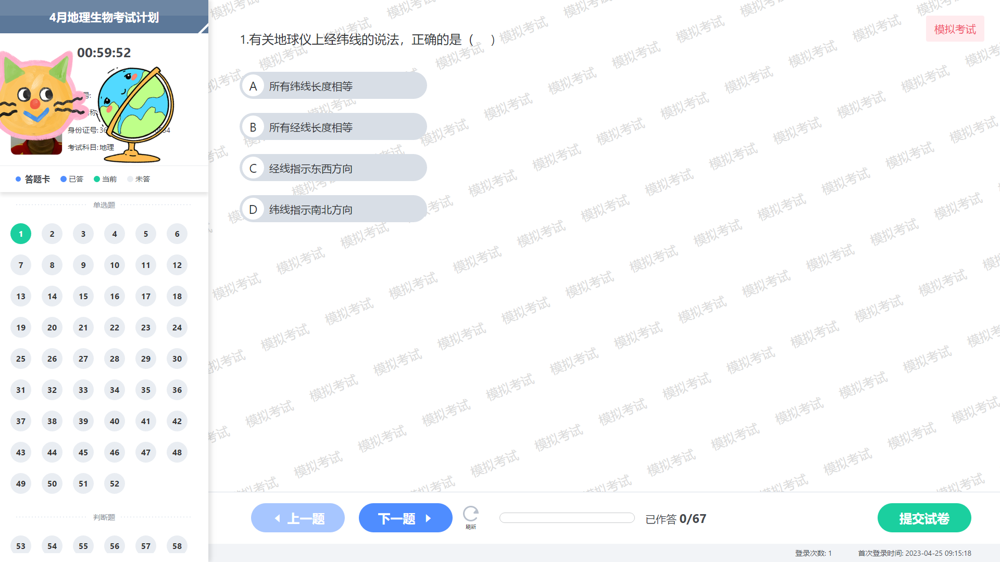 4月地理生物考试计划
00:59:52
号:
称:
身份证号:36
34
考试科目:地理
答题卡 已答 当前 未答
单选题
1 2 3 4 5 6
7 8 9 10 11 12
13 14 15 16 17 18
19 20 21 22 23 24
25 26 27 28 29 30
31 32 33 34 35 36
37 38 39 40 41 42
43 44 45 46 47 48
49 50 51 52
判断题
53 54 55 56 57 58
模拟考试
1.有关地球仪上经纬线的说法，正确的是（ ）
A 所有纬线长度相等
B 所有经线长度相等
C 经线指示东西方向
D 纬线指示南北方向
上一题 下一题 刷新 已作答 0/67 提交试卷
登录次数: 1 首次登录时间: 2023-04-25 09:15:18